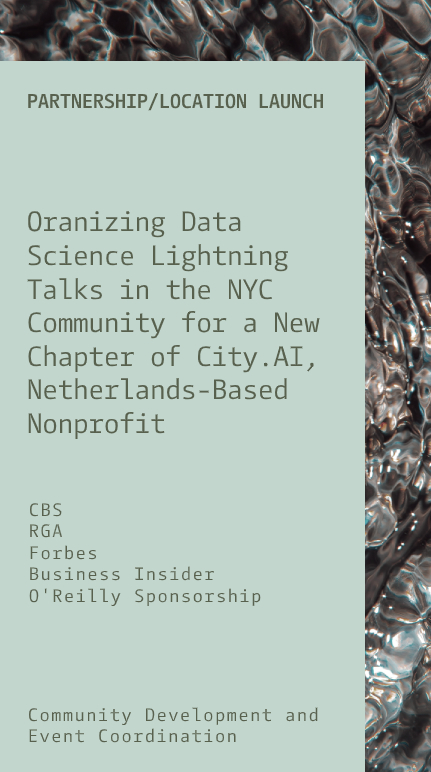 PARTNERSHIP/LOCATION LAUNCH
Oranizing Data
Science Lightning
Talks in the NYC
Community for a New
Chapter of City.AI,
Netherlands-Based
Nonprofit
CBS
RGA
Forbes
Business Insider
O'Reilly Sponsorship
Community Development and
Event Coordination